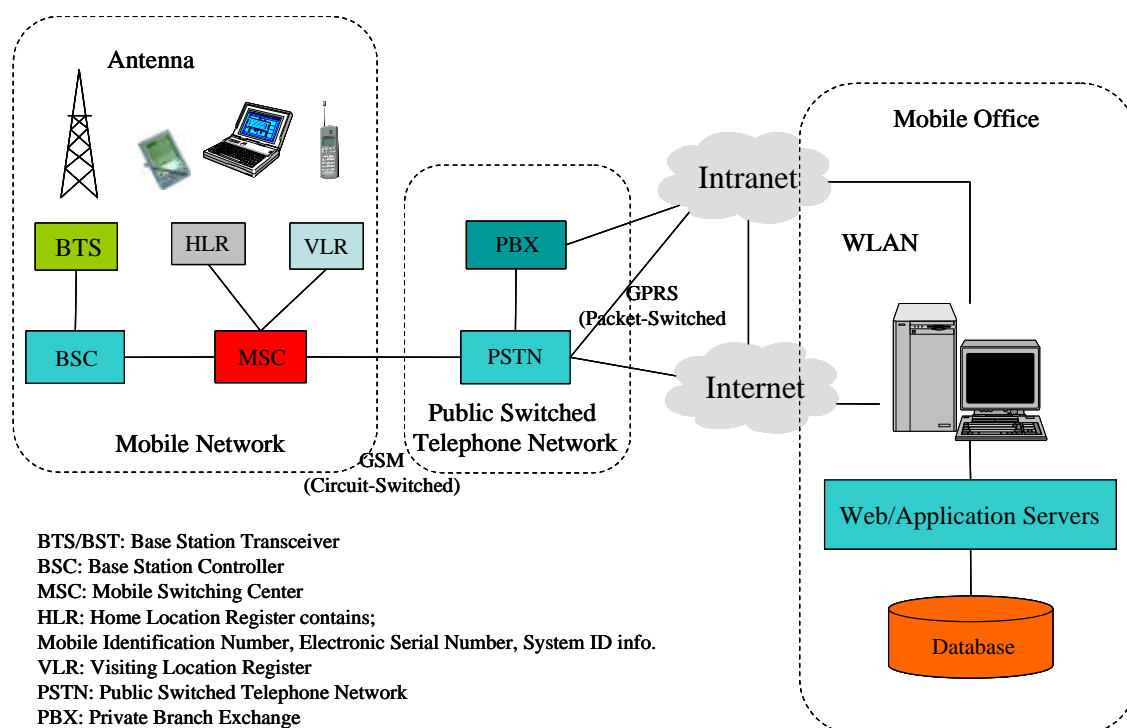 Antenna
BTS
HLR
VLR
BSC
MSC
Mobile Network
GSM
(Circuit-Switched)
PBX
PSTN
Public Switched
Telephone Network
GPRS
(Packet-Switched
Intranet
Internet
Mobile Office
WLAN
Web/Application Servers
Database
BTS/BST: Base Station Transceiver
BSC: Base Station Controller
MSC: Mobile Switching Center
HLR: Home Location Register contains;
Mobile Identification Number, Electronic Serial Number, System ID info.
VLR: Visiting Location Register
PSTN: Public Switched Telephone Network
PBX: Private Branch Exchange